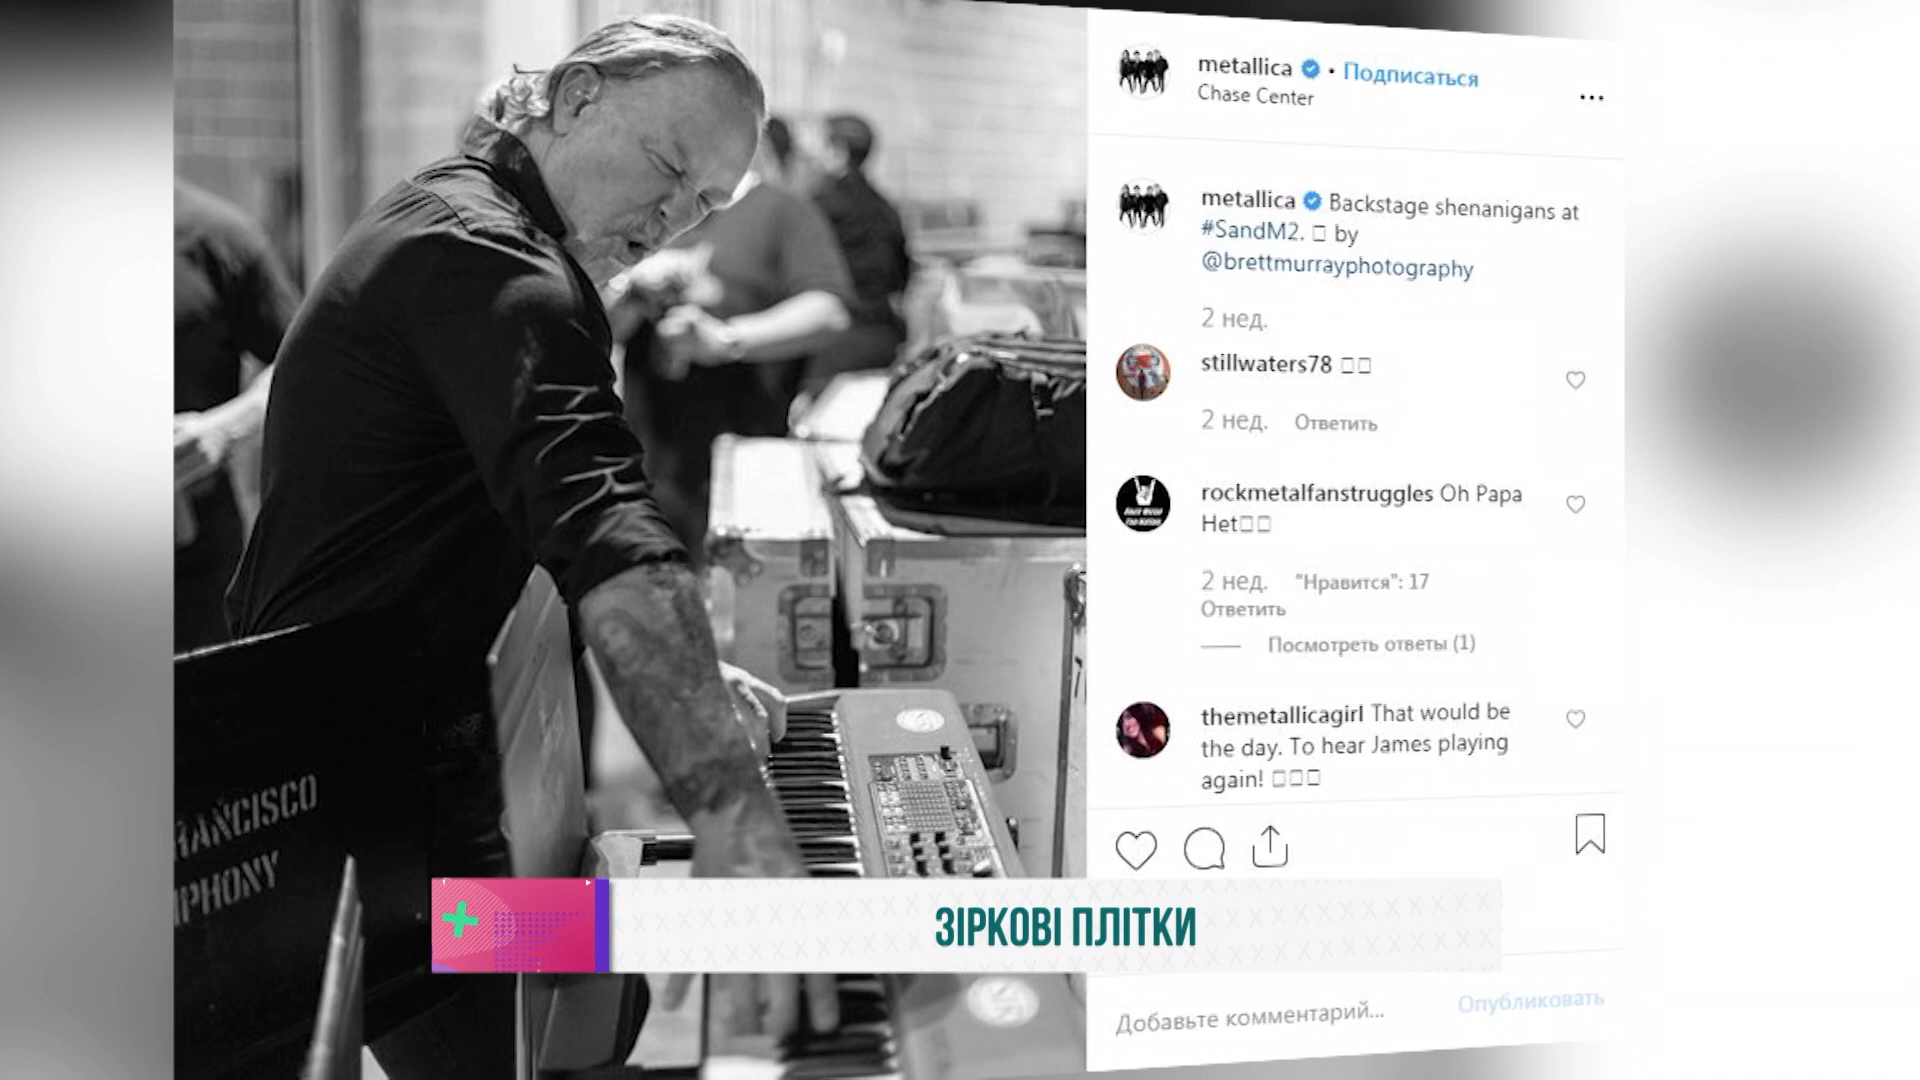 metallica • Подписаться
Chase Center
metallica Backstage shenanigans at
#SandM2. by
@brettmurrayphotography
2 нед.
stillwaters78
2 нед. Ответить
rockmetalfanstruggles Oh Papa
Het
2 нед. "Нравится": 17
Ответить
Посмотреть ответы (1)
themetallicagirl That would be
the day. To hear James playing
again!
RANCISCO
PHONY
ЗІРКОВІ ПЛІТКИ
Добавьте комментарий... Опубликовать